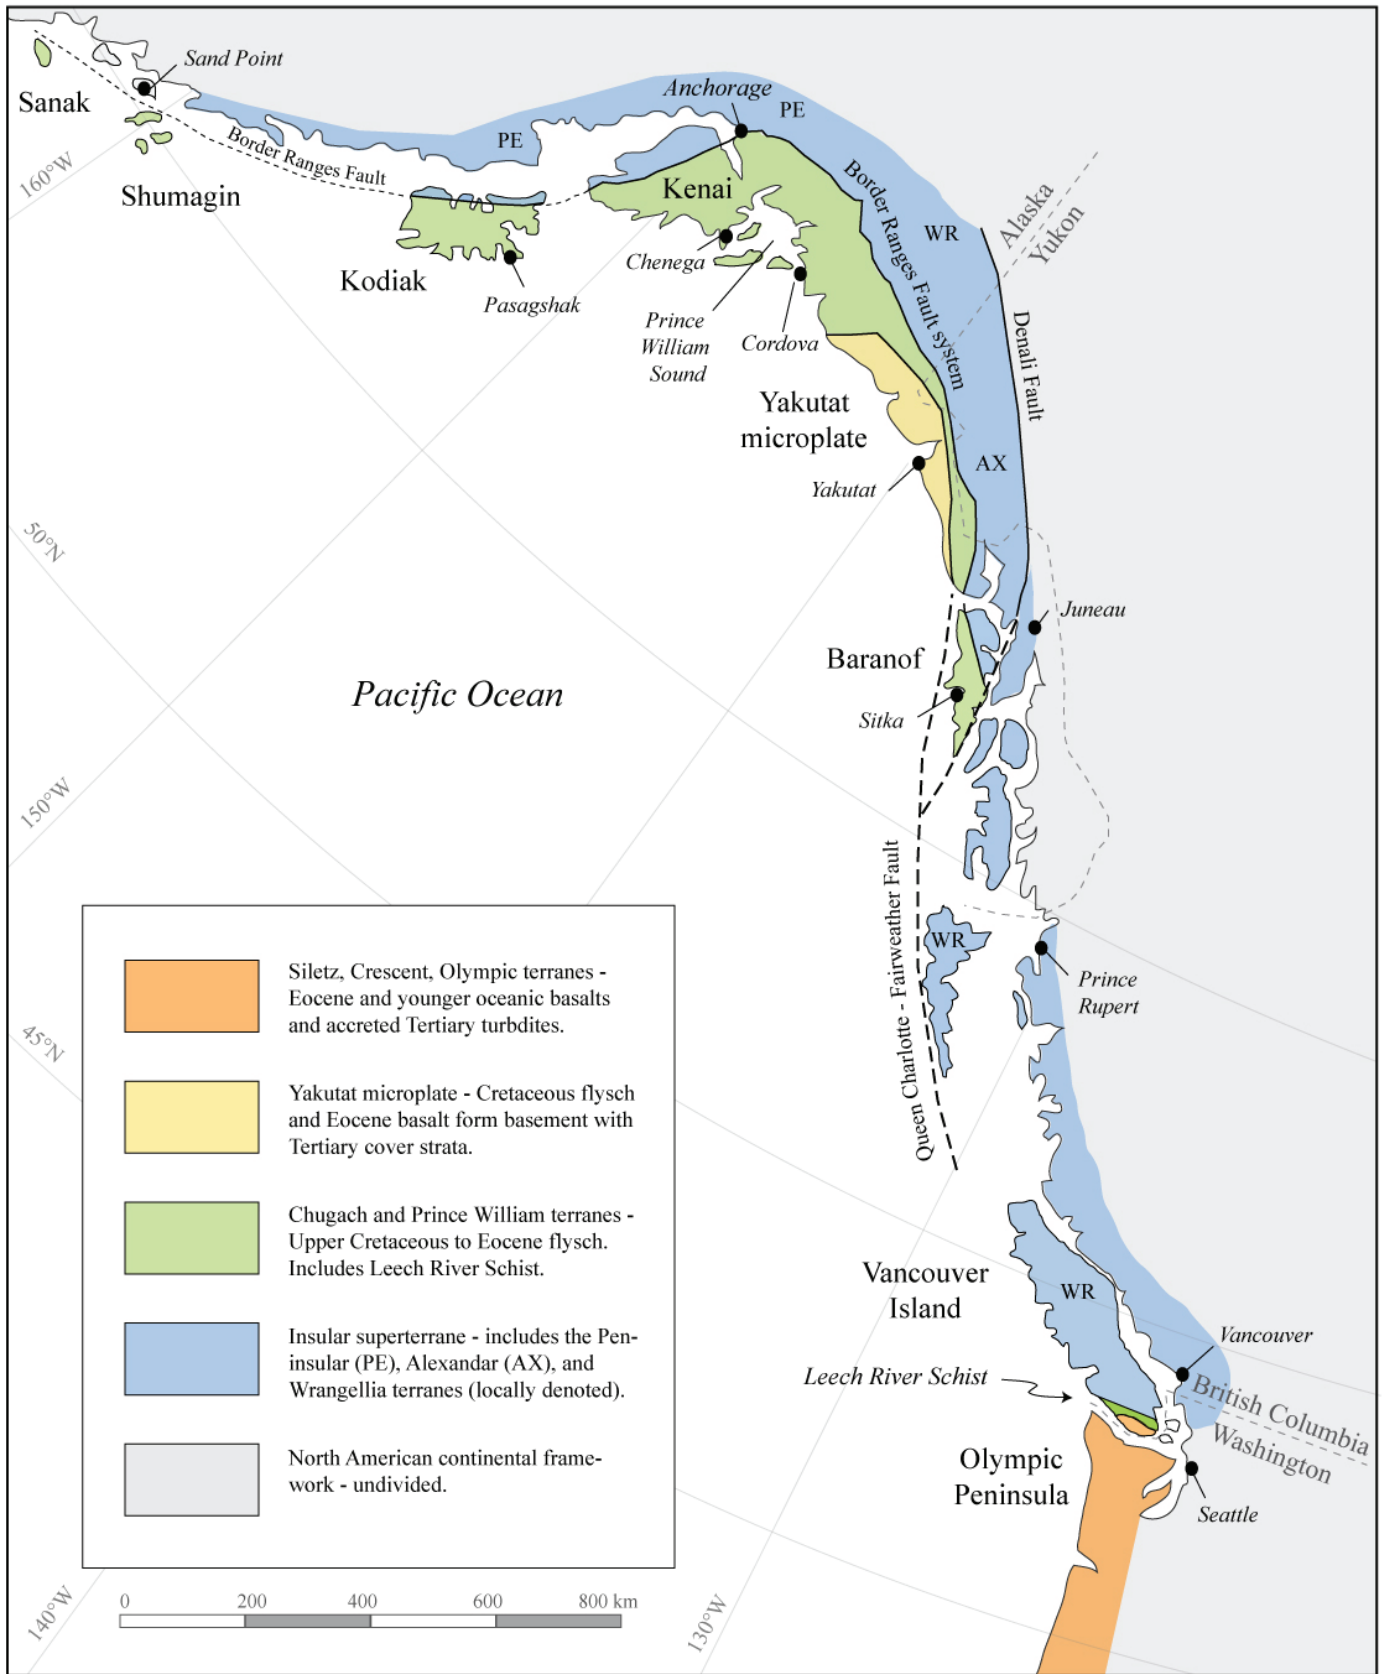 Sand Point
Sanak
160°W
Shumagin
Border Ranges Fault
PE
Anchorage
PE
Kenai
Kodiak
Pasagshak
Chenega
Prince
William
Sound
Cordova
Border Ranges Fault system
WR
Alaska
Yukon
Denali Fault
Yakutat
microplate
Yakutat
AX
50°N
Juneau
Baranof
Sitka
Pacific Ocean
150°W
Queen Charlotte - Fairweather Fault
WR
Prince
Rupert
45°N
Vancouver
Island
WR
Vancouver
Leech River Schist
British Columbia
Washington
Olympic
Peninsula
Seattle
Siletz, Crescent, Olympic terranes -
Eocene and younger oceanic basalts
and accreted Tertiary turbdites.
Yakutat microplate - Cretaceous flysch
and Eocene basalt form basement with
Tertiary cover strata.
Chugach and Prince William terranes -
Upper Cretaceous to Eocene flysch.
Includes Leech River Schist.
Insular superterrane - includes the Pen-
insular (PE), Alexandar (AX), and
Wrangellia terranes (locally denoted).
North American continental frame-
work - undivided.
0 200 400 600 800 km
140°W
130°W